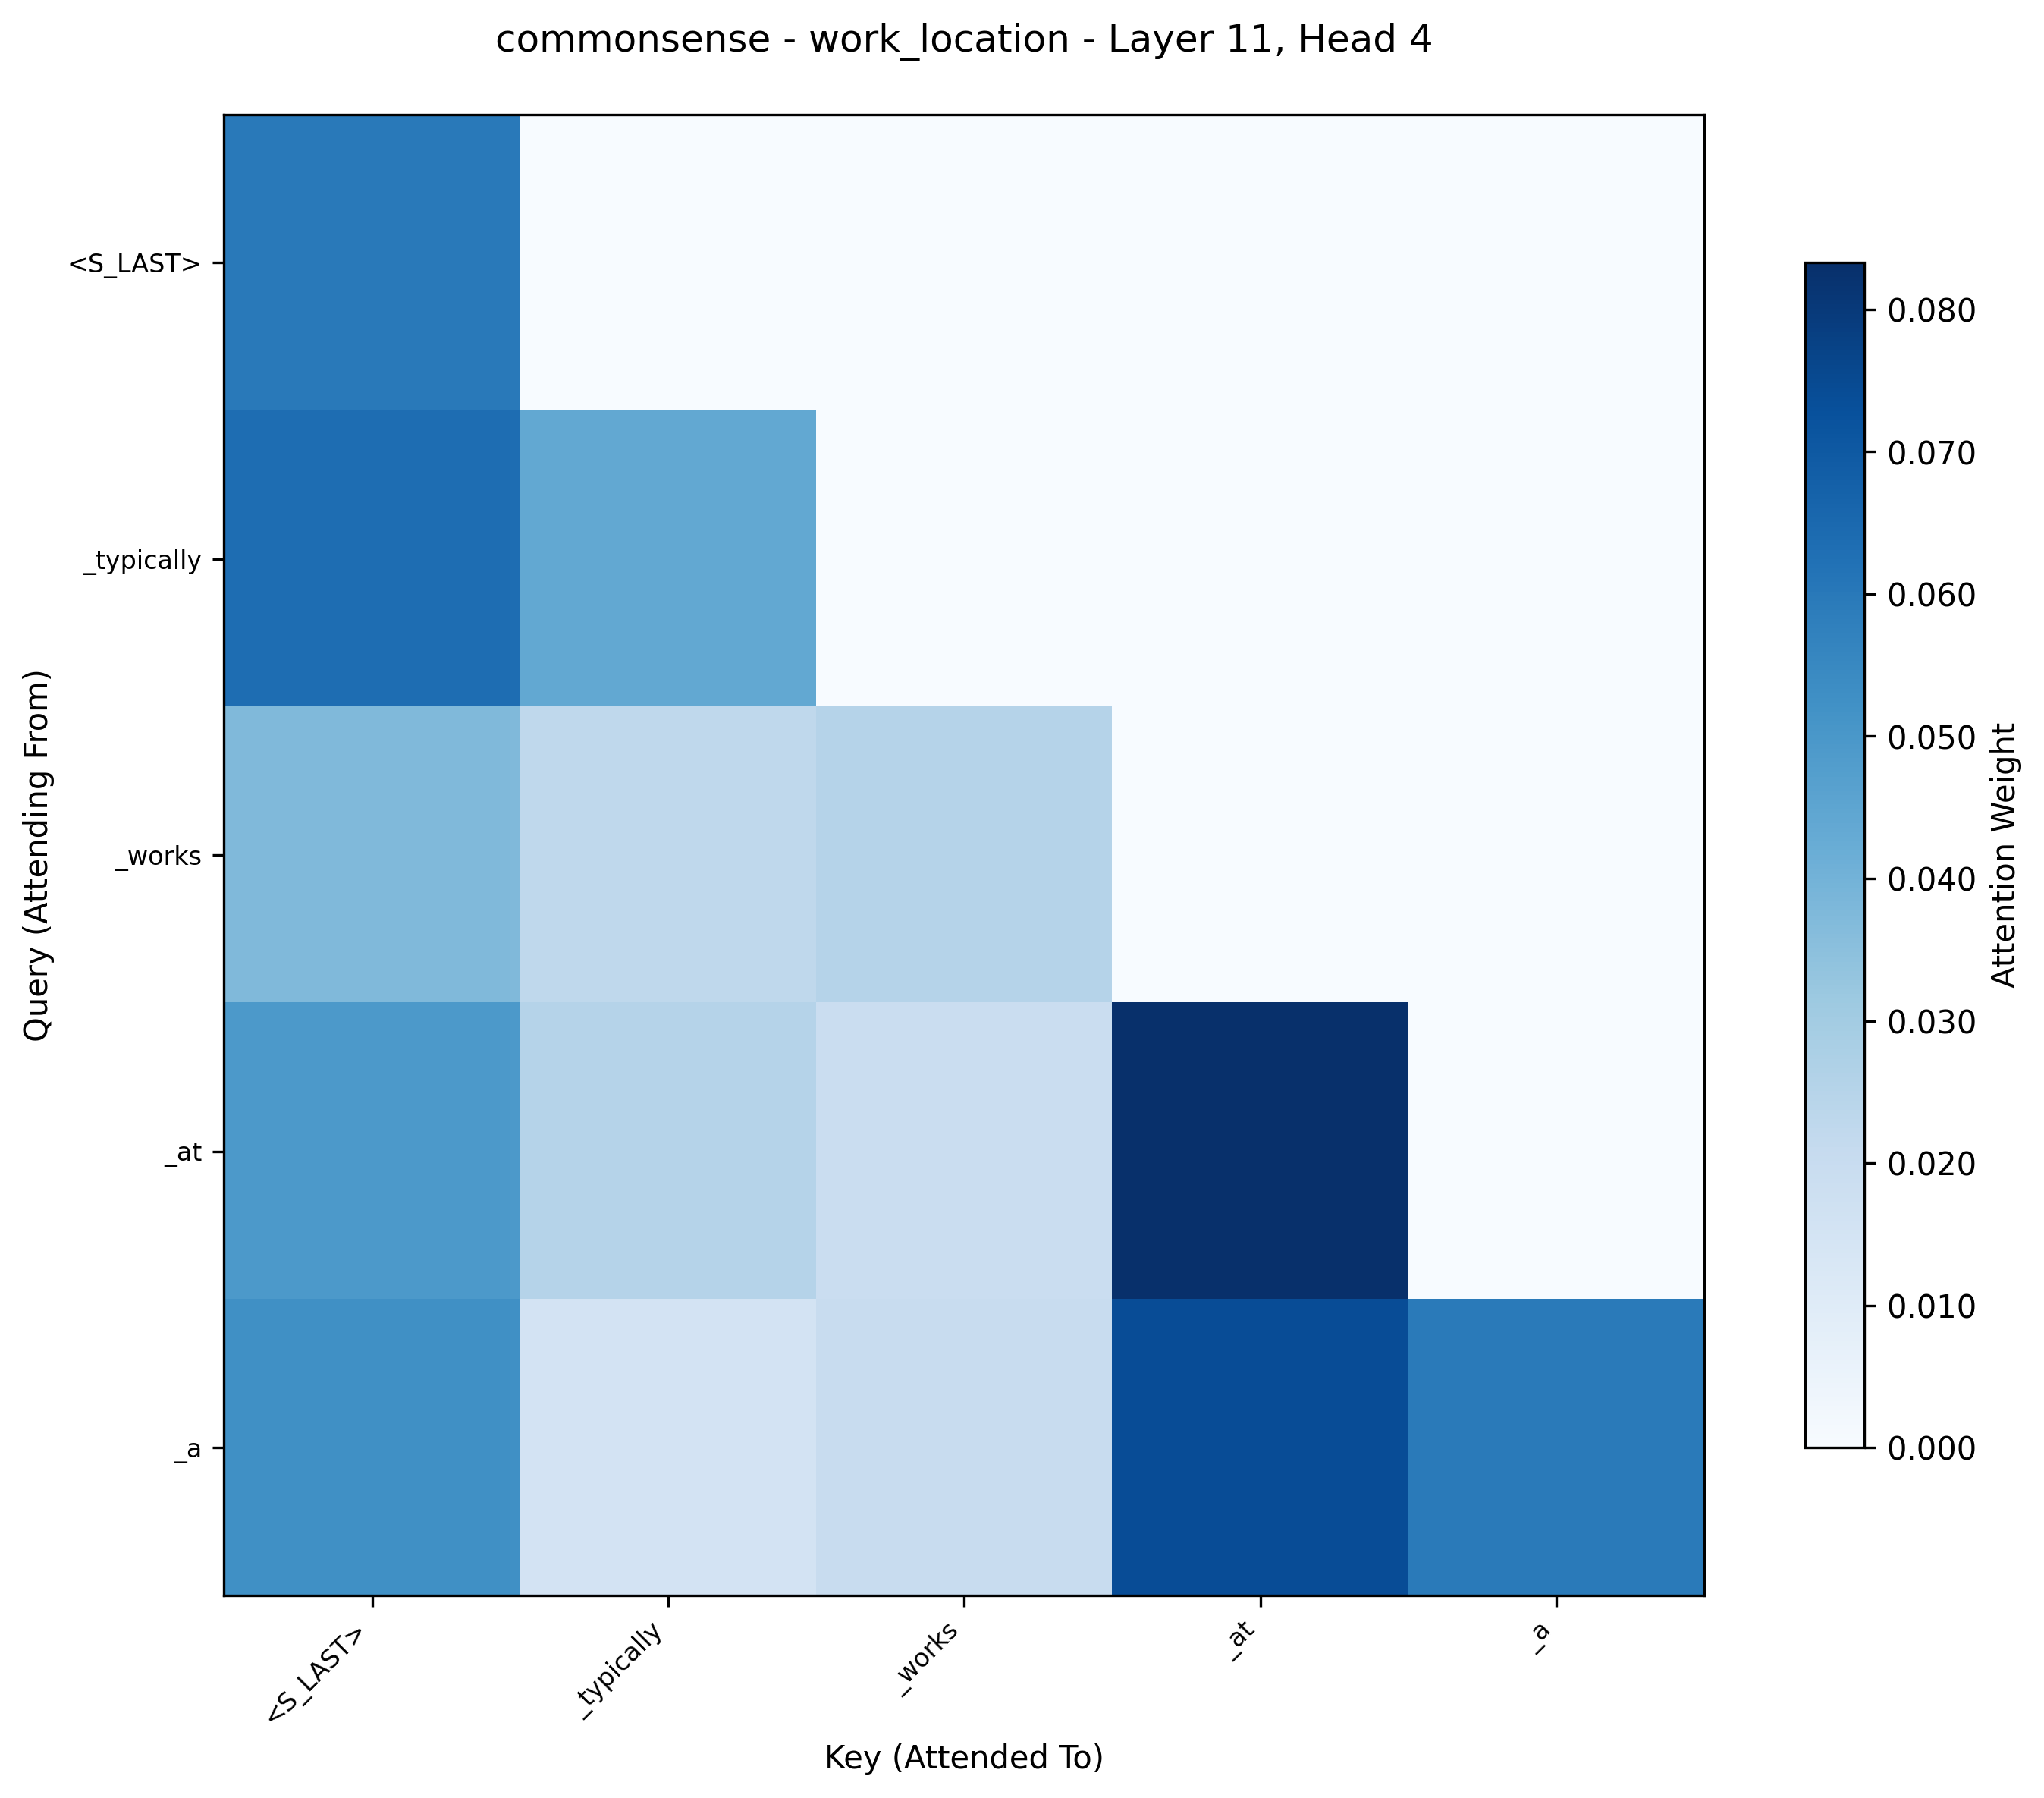 commonsense - work_location - Layer 11, Head 4
<S_LAST>
_typically
_works
_at
_a
Query (Attending From)
<S_LAST>
_typically
_works
_at
_a
Key (Attended To)
0.080
0.070
0.060
0.050
0.040
0.030
0.020
0.010
0.000
Attention Weight